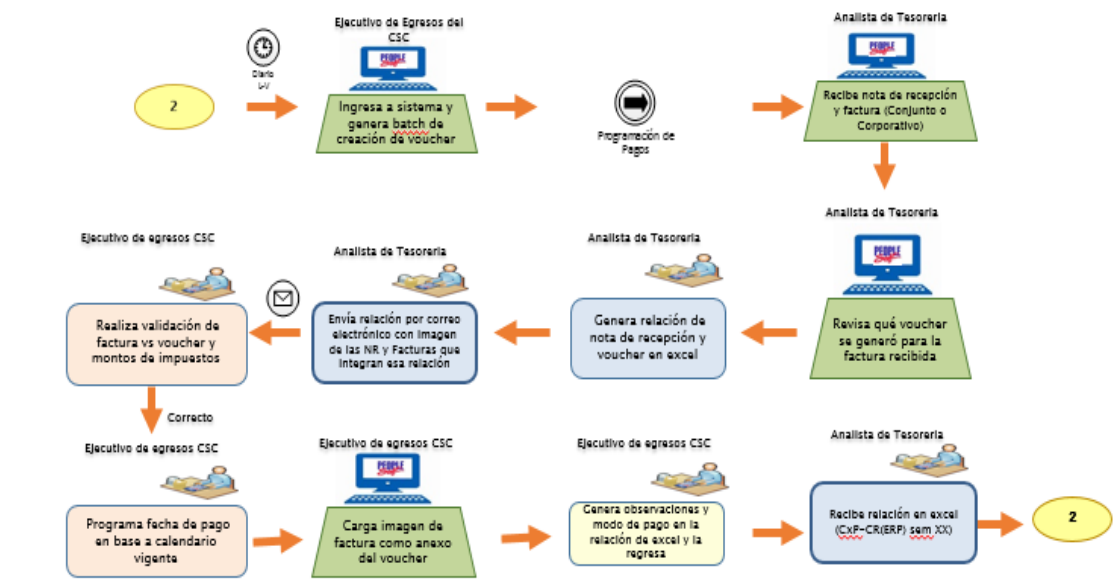 Ejecutivo de Egresos del
CSC
Analista de Tesorería
Diario
L-V
PEOPLE
Soft
PEOPLE
Soft
2
Ingresa a sistema y
genera batch de
creación de voucher
Programación de
Pagos
Recibe nota de recepción
y factura (Conjunto o
Corporativo)
Ejecutivo de egresos CSC
Analista de Tesorería
Analista de Tesorería
Analista de Tesorería
PEOPLE
Soft
Realiza validación de
factura vs voucher y
montos de impuestos
Envía relación por correo
electrónico con imagen
de las NR y Facturas que
integran esa relación
Genera relación de
nota de recepción y
voucher en excel
Revisa qué voucher
se generó para la
factura recibida
Correcto
Ejecutivo de egresos CSC
Ejecutivo de egresos CSC
Ejecutivo de egresos CSC
Analista de Tesorería
PEOPLE
Soft
Programa fecha de pago
en base a calendario
vigente
Carga imagen de
factura como anexo
del voucher
Genera observaciones y
modo de pago en la
relación de excel y la
regresa
Recibe relación en excel
(CxP-CR(ERP) sem XX)
2